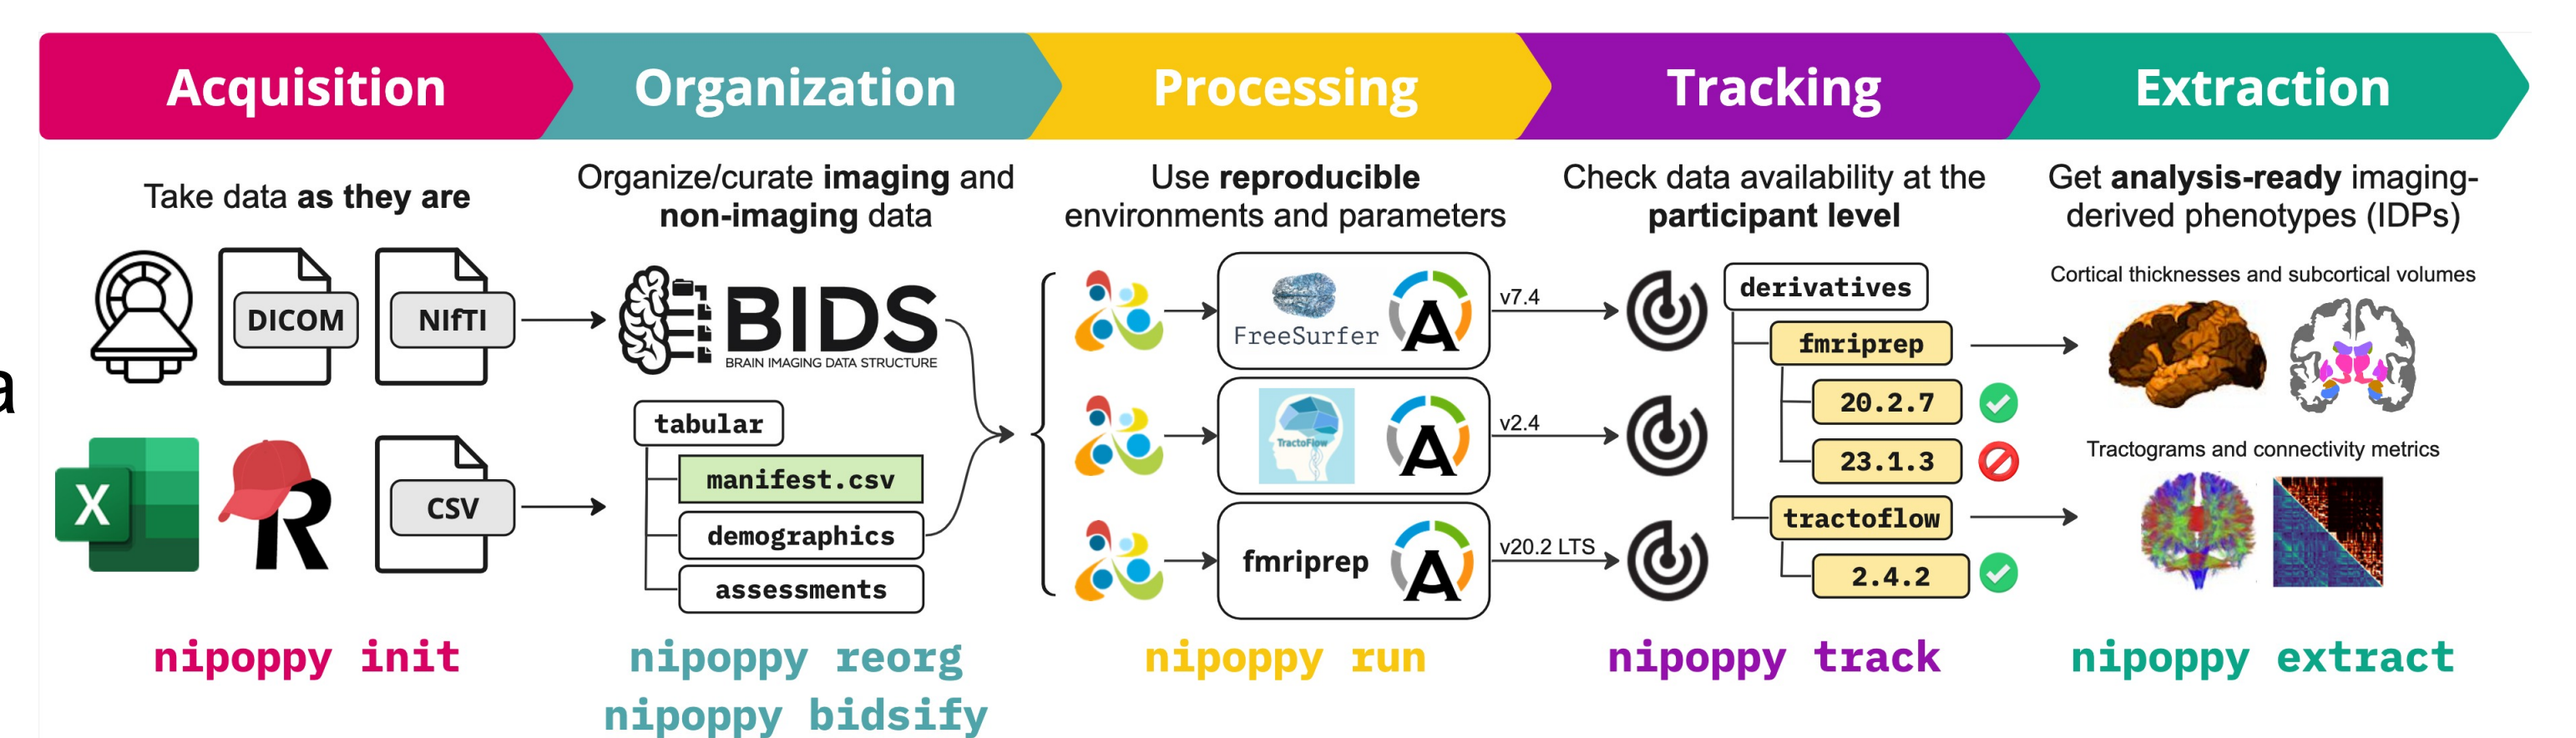 Acquisition
Organization
Processing
Tracking
Extraction
Take data as they are
Organize/curate imaging and
non-imaging data
Use reproducible
environments and parameters
Check data availability at the
participant level
Get analysis-ready imaging-
derived phenotypes (IDPs)
a
DICOM
NIfTI
X
R
CSV
BIDS
BRAIN IMAGING DATA STRUCTURE
tabular
manifest.csv
demographics
assessments
FreeSurfer
A
v7.4
TractoFlow
A
v2.4
fmriprep
A
v20.2 LTS
derivatives
fmriprep
20.2.7
23.1.3
tractoflow
2.4.2
Cortical thicknesses and subcortical volumes
Tractograms and connectivity metrics
nipoppy init
nipoppy reorg
nipoppy bidsify
nipoppy run
nipoppy track
nipoppy extract